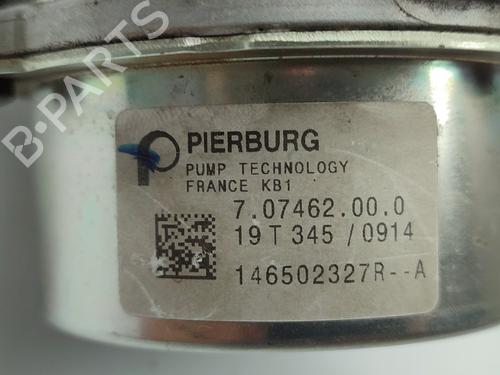 PIERBURG
PUMP TECHNOLOGY
FRANCE KB1
7.07462.00.0
19 T 345 / 0914
146502327R--A
B-PARTS